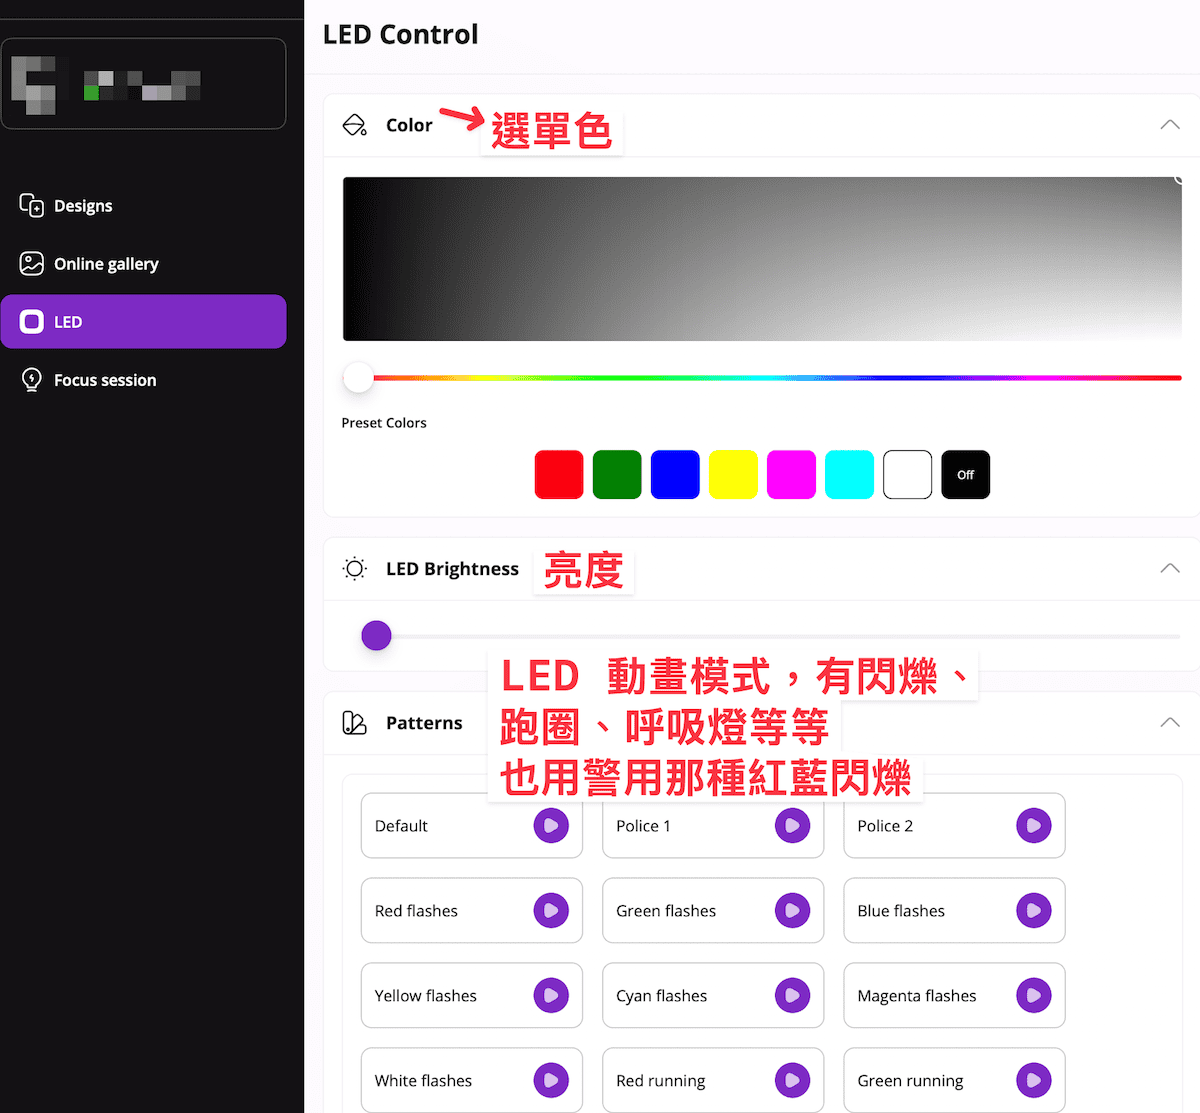 LED Control
Color
選單色
Designs
Online gallery
LED
Focus session
Preset Colors
Off
LED Brightness
亮度
LED 動畫模式，有閃爍、
跑圈、呼吸燈等等
也用警用那種紅藍閃爍
Patterns
Default
Police 1
Police 2
Red flashes
Green flashes
Blue flashes
Yellow flashes
Cyan flashes
Magenta flashes
White flashes
Red running
Green running